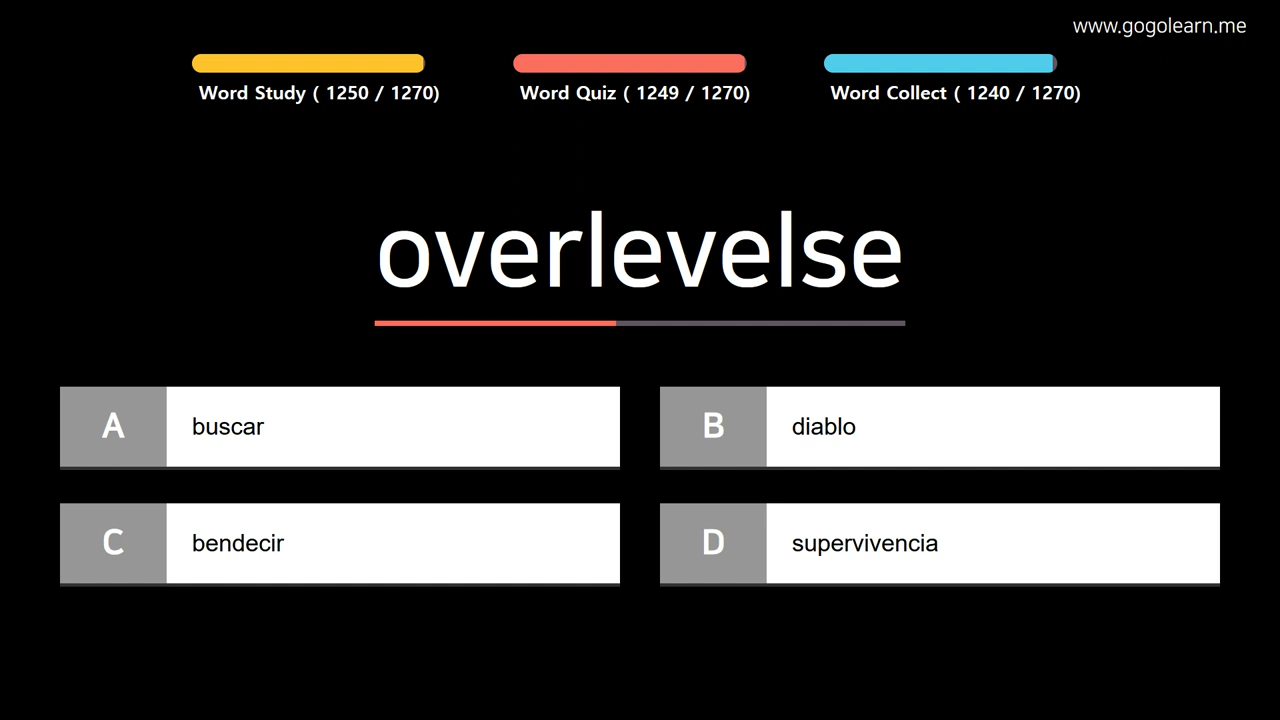 www.gogolearn.me
Word Study ( 1250 / 1270)
Word Quiz ( 1249 / 1270)
Word Collect ( 1240 / 1270)
overlevelse
A buscar
B diablo
C bendecir
D supervivencia